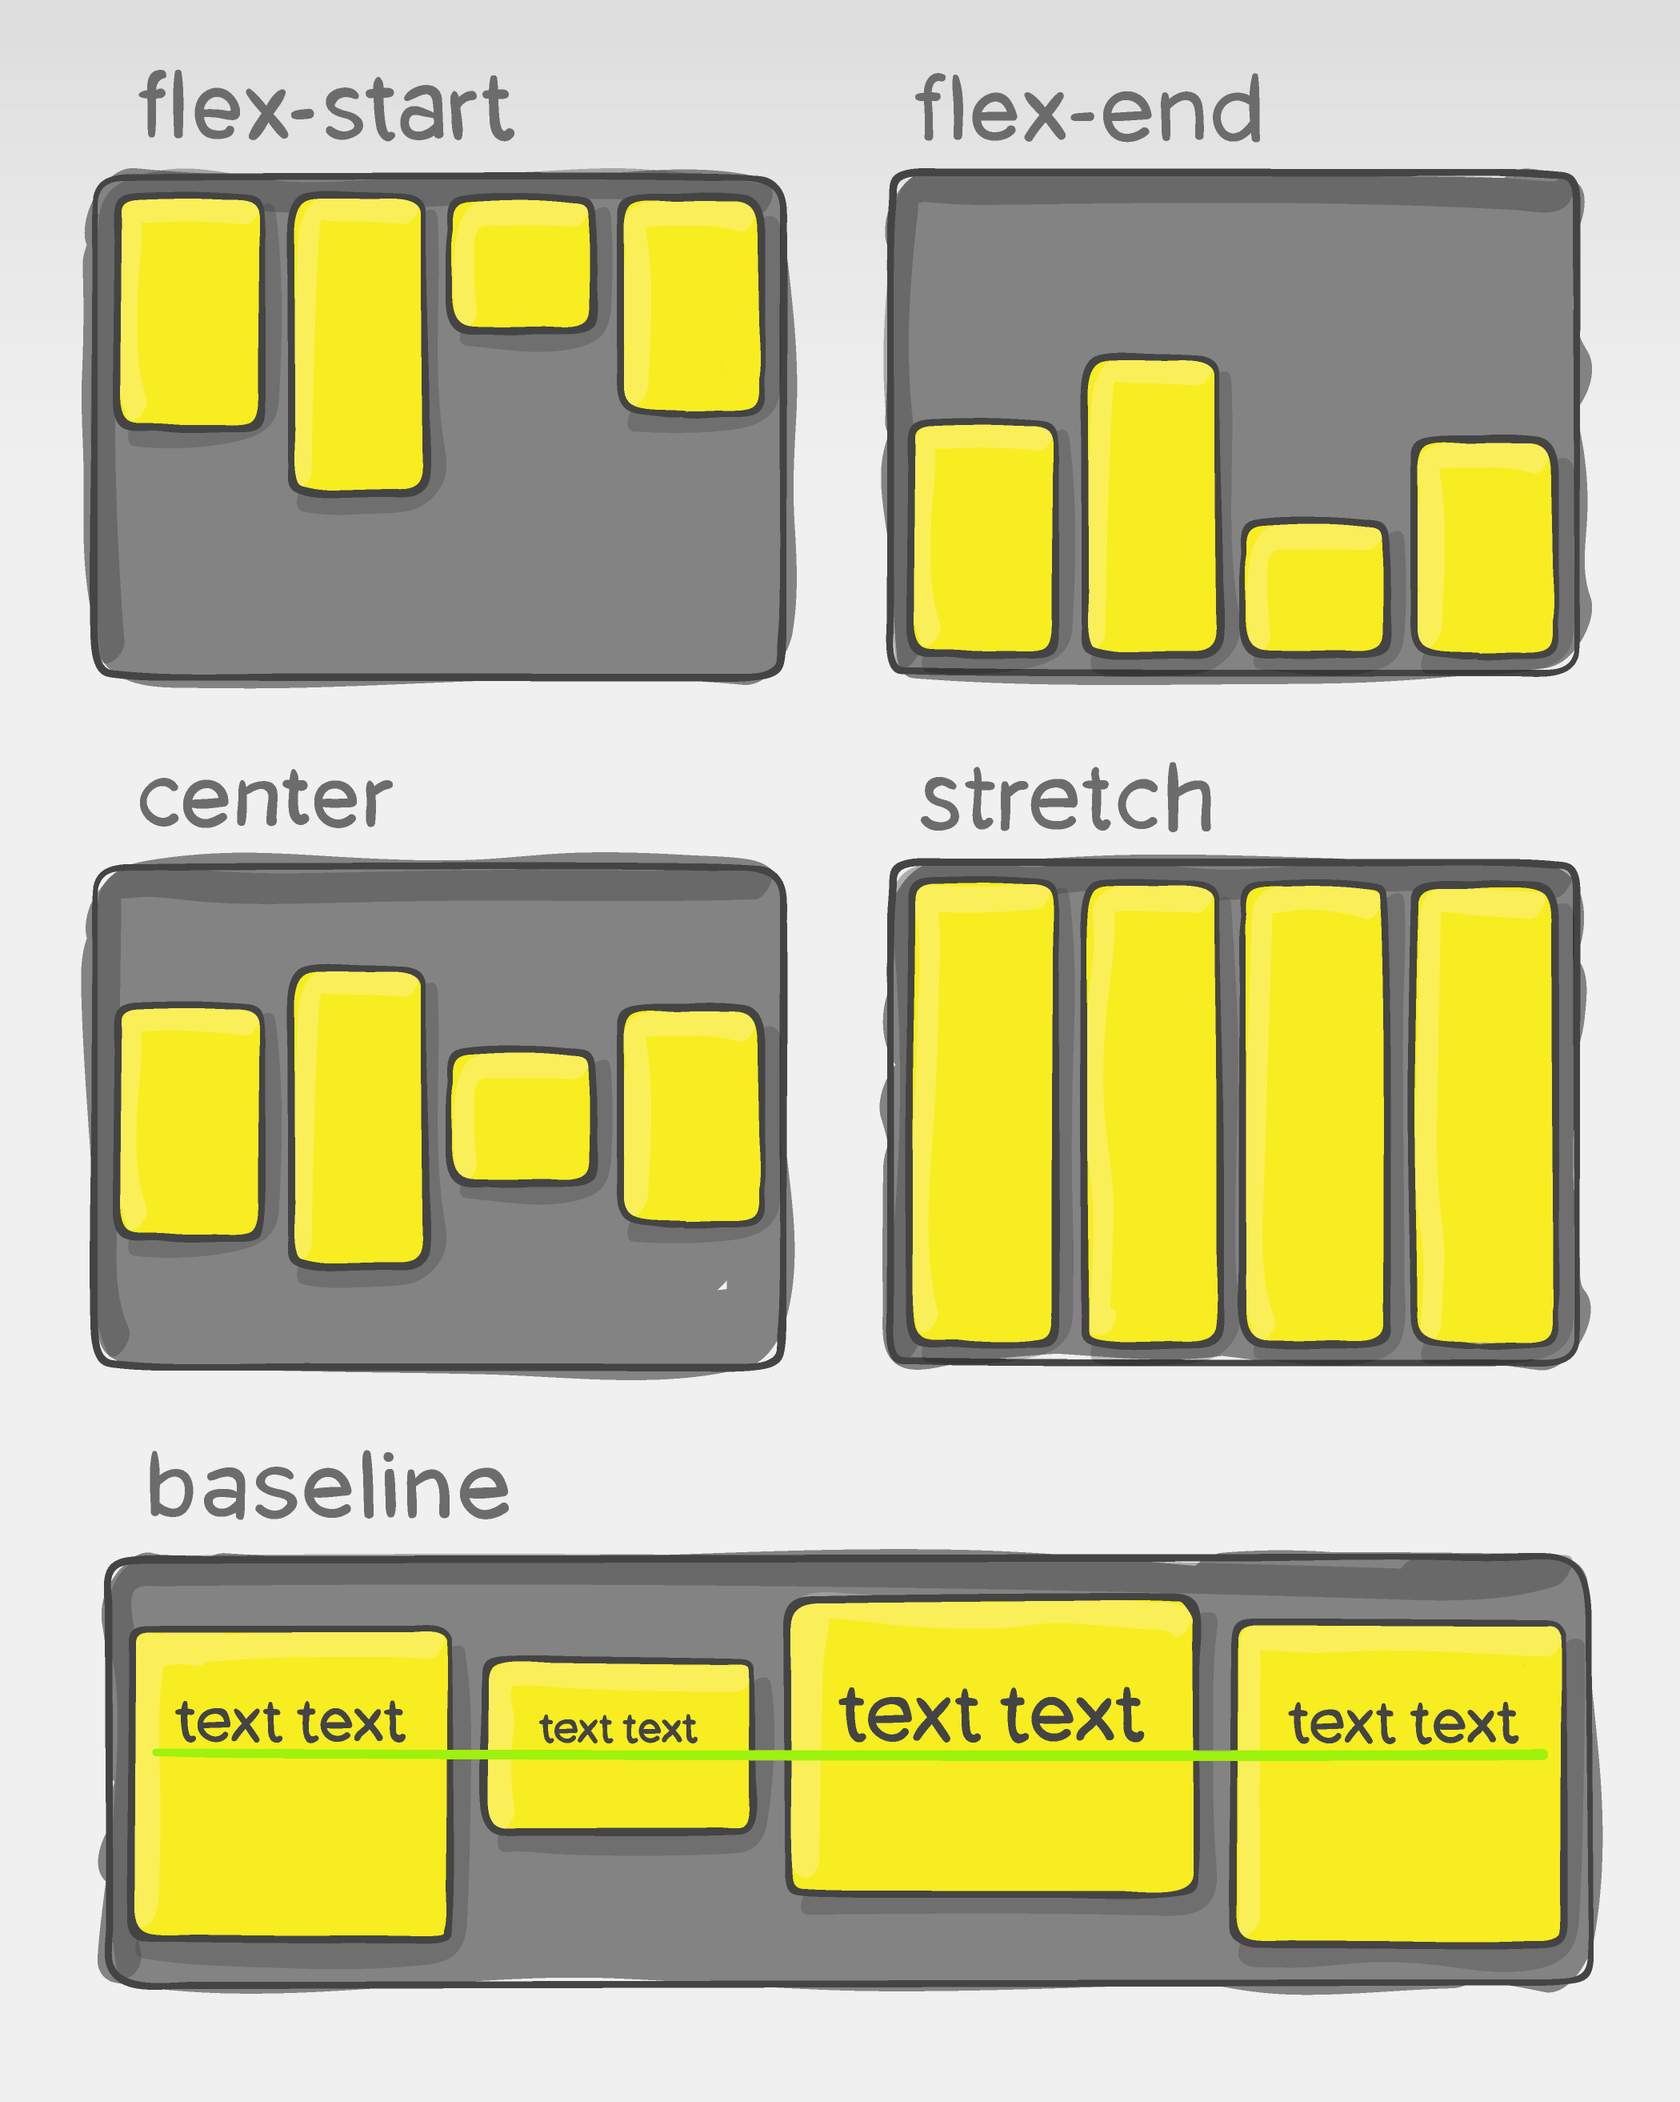 flex-start
flex-end
center
stretch
baseline
text text
text text
text text
text text